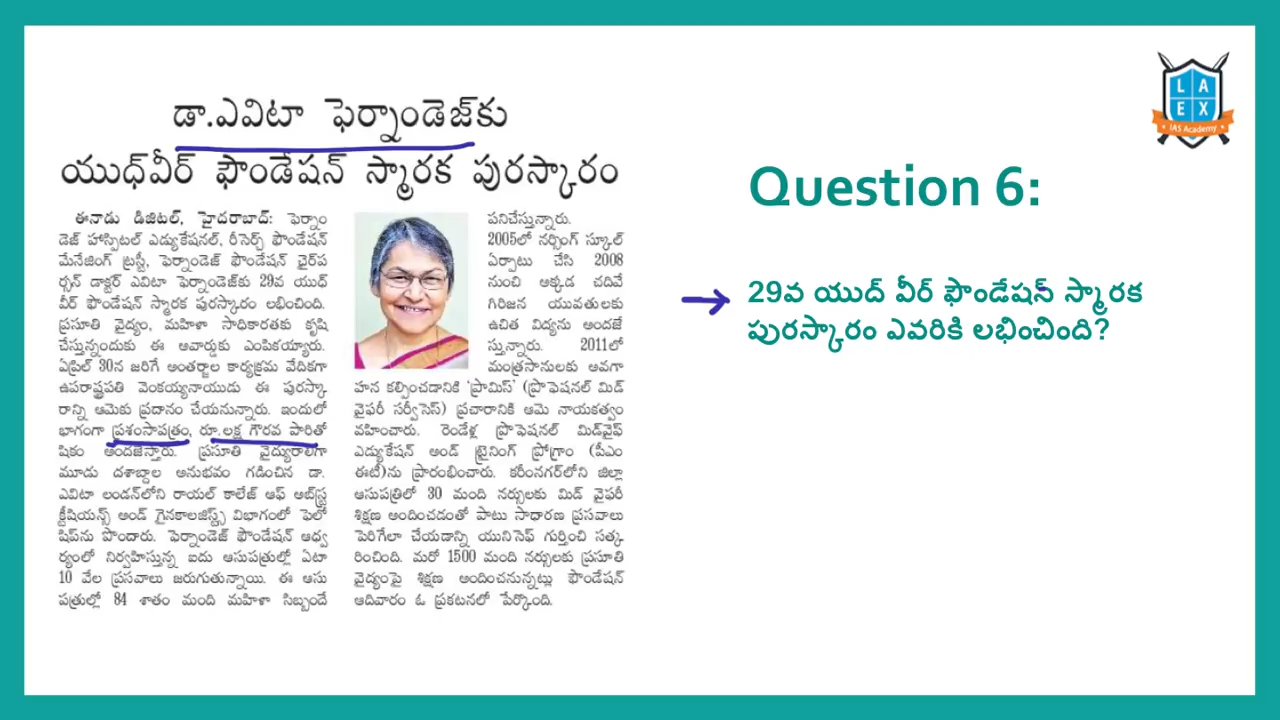 డా.ఎవిటా ఫెర్నాండెజ్‌కు
యుధ్‌వీర్ ఫౌండేషన్ స్మారక పురస్కారం
ఈనాడు డిజిటల్, హైదరాబాద్: ఫెర్నాం
డెజ్ హాస్పిటల్ ఎడ్యుకేషనల్, రీసెర్చ్ ఫౌండేషన్
మేనేజింగ్ ట్రస్టీ, ఫెర్నాండెజ్ ఫౌండేషన్ ఛైర్‌ప
ర్సన్ డాక్టర్ ఎవిటా ఫెర్నాండెజ్‌కు 29వ యుధ్
వీర్ ఫౌండేషన్ స్మారక పురస్కారం లభించింది.
ప్రసూతి వైద్యం, మహిళా సాధికారతకు కృషి
చేస్తున్నందుకు ఈ ఆవార్డుకు ఎంపికయ్యారు.
ఏప్రిల్ 30న జరిగే అంతర్జాల కార్యక్రమ వేదికగా
ఉపరాష్ట్రపతి వెంకయ్యనాయుడు ఈ పురస్కా
రాన్ని ఆమెకు ప్రదానం చేయనున్నారు. ఇందులో
భాగంగా ప్రశంసాపత్రం, రూ.లక్ష గౌరవ పారితో
షికం అందజేస్తారు. ప్రసూతి వైద్యురాలిగా
మూడు దశాబ్దాల అనుభవం గడించిన డా.
ఎవిటా లండన్‌లోని రాయల్ కాలేజ్ ఆఫ్ అబ్‌స్ట్ర
క్టీషియన్స్ అండ్ గైనకాలజిస్ట్స్ విభాగంలో ఫెలో
షిప్‌ను పొందారు. ఫెర్నాండెజ్ ఫౌండేషన్ ఆధ్వ
ర్యంలో నిర్వహిస్తున్న ఐదు ఆసుపత్రుల్లో ఏటా
10 వేల ప్రసవాలు జరుగుతున్నాయి. ఈ ఆసు
పత్రుల్లో 84 శాతం మంది మహిళా సిబ్బందే
పనిచేస్తున్నారు.
2005లో నర్సింగ్ స్కూల్
ఏర్పాటు చేసి 2008
నుంచి అక్కడ చదివే
గిరిజన యువతులకు
ఉచిత విద్యను అందజే
స్తున్నారు. 2011లో
మంత్రసానులకు అవగా
హన కల్పించడానికి 'ప్రామిస్' (ప్రొఫెషనల్ మిడ్
వైఫరీ సర్వీసెస్) ప్రచారానికి ఆమె నాయకత్వం
వహించారు. రెండేళ్ల ప్రొఫెషనల్ మిడ్‌వైఫ్
ఎడ్యుకేషన్ అండ్ ట్రైనింగ్ ప్రోగ్రాం (పీఎం
ఈటీ)ను ప్రారంభించారు. కరీంనగర్‌లోని జిల్లా
ఆసుపత్రిలో 30 మంది నర్సులకు మిడ్ వైఫరీ
శిక్షణ అందించడంతో పాటు సాధారణ ప్రసవాలు
పెరిగేలా చేయడాన్ని యునిసెఫ్ గుర్తించి సత్క
రించింది. మరో 1500 మంది నర్సులకు ప్రసూతి
వైద్యంపై శిక్షణ అందించనున్నట్లు ఫౌండేషన్
ఆదివారం ఓ ప్రకటనలో పేర్కొంది.
L A
E X
IAS Academy
Question 6:
29వ యుద్ వీర్ ఫౌండేషన్ స్మారక
పురస్కారం ఎవరికి లభించింది?